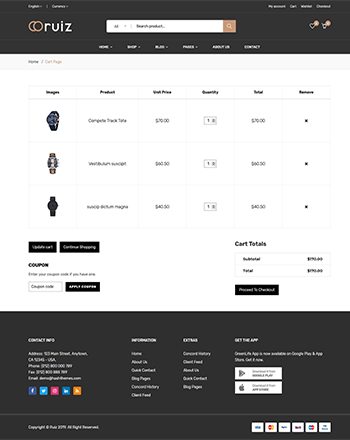 English
Currency
My account
Cart
Wishlist
Checkout
ruiz
All
Search product...
HOME
SHOP
BLOG
PAGES
ABOUT US
CONTACT
Home / Cart Page
Images Product Unit Price Quantity Total Remove
Compete Track Tote $70.00 1 $70.00
Vestibulum suscipit $60.50 1 $60.50
suscip dictum magna $40.50 1 $40.50
Update cart
Continue Shopping
COUPON
Enter your coupon code if you have one.
Coupon code
APPLY COUPON
Cart Totals
Subtotal $170.00
Total $170.00
Proceed To Checkout
CONTACT INFO
Address: 169 Main Street, Anytown,
CA 12345 - USA.
Phone: (012) 800 000 789
Fax: (012) 800 888 789
Email: demo@hashthemes.com
INFORMATION
Home
About Us
Quick Contact
Blog Pages
Concord History
Client Feed
EXTRAS
Concord History
Client Feed
About Us
Quick Contact
Blog Pages
GET THE APP
GreenLife App is now available on Google Play & App
Store. Get it now.
GOOGLE PLAY
APP STORE
Copyright © Ruiz 2019. All Right Reserved.